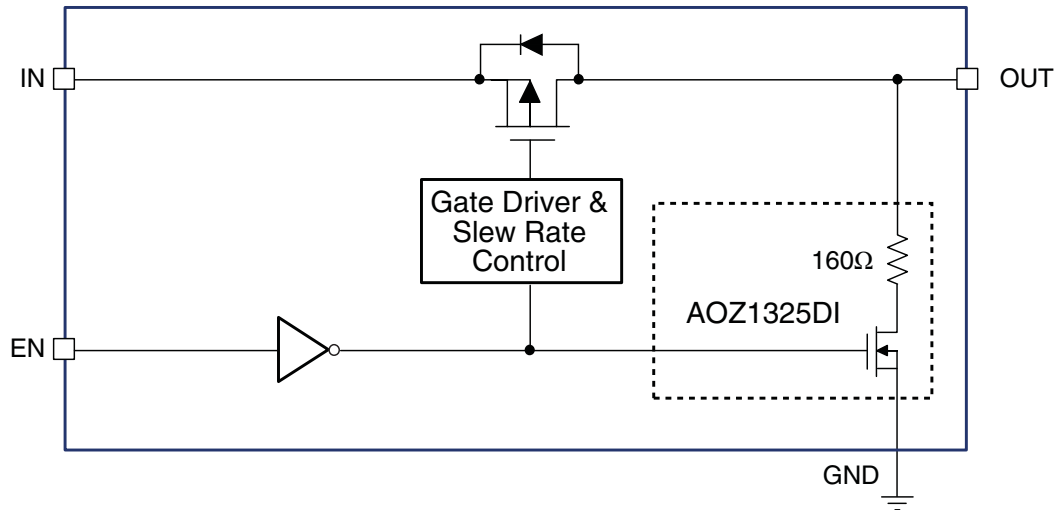 IN
OUT
Gate Driver &
Slew Rate
Control
160Ω
AOZ1325DI
EN
GND